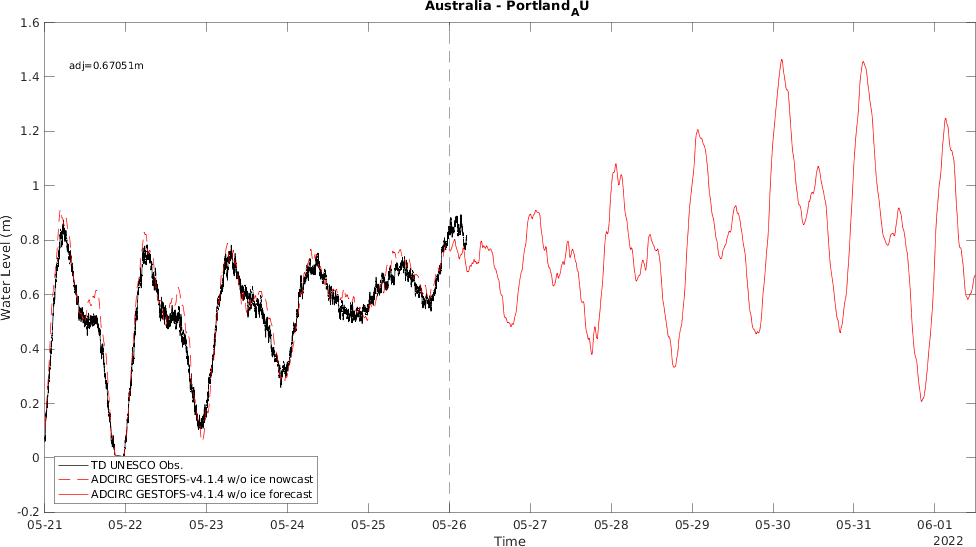 Australia - Portland_AU
adj=0.67051m
1.6
1.4
1.2
1
0.8
0.6
0.4
0.2
0
-0.2
Water Level (m)
TD UNESCO Obs.
ADCIRC GESTOFS-v4.1.4 w/o ice nowcast
ADCIRC GESTOFS-v4.1.4 w/o ice forecast
05-21 05-22 05-23 05-24 05-25 05-26 05-27 05-28 05-29 05-30 05-31 06-01
Time
2022